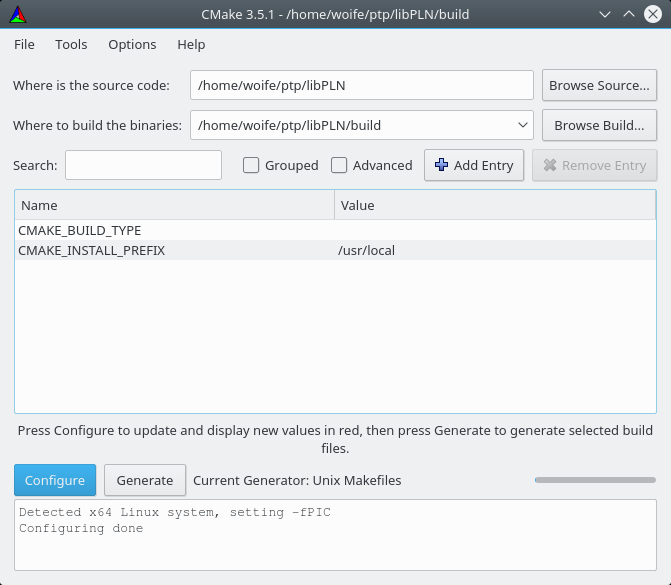 CMake 3.5.1 - /home/woife/ptp/libPLN/build
File Tools Options Help
Where is the source code: /home/woife/ptp/libPLN Browse Source...
Where to build the binaries: /home/woife/ptp/libPLN/build Browse Build...
Search: Grouped Advanced Add Entry Remove Entry
Name Value
CMAKE_BUILD_TYPE
CMAKE_INSTALL_PREFIX /usr/local
Press Configure to update and display new values in red, then press Generate to generate selected build
files.
Configure Generate Current Generator: Unix Makefiles
Detected x64 Linux system, setting -fPIC
Configuring done